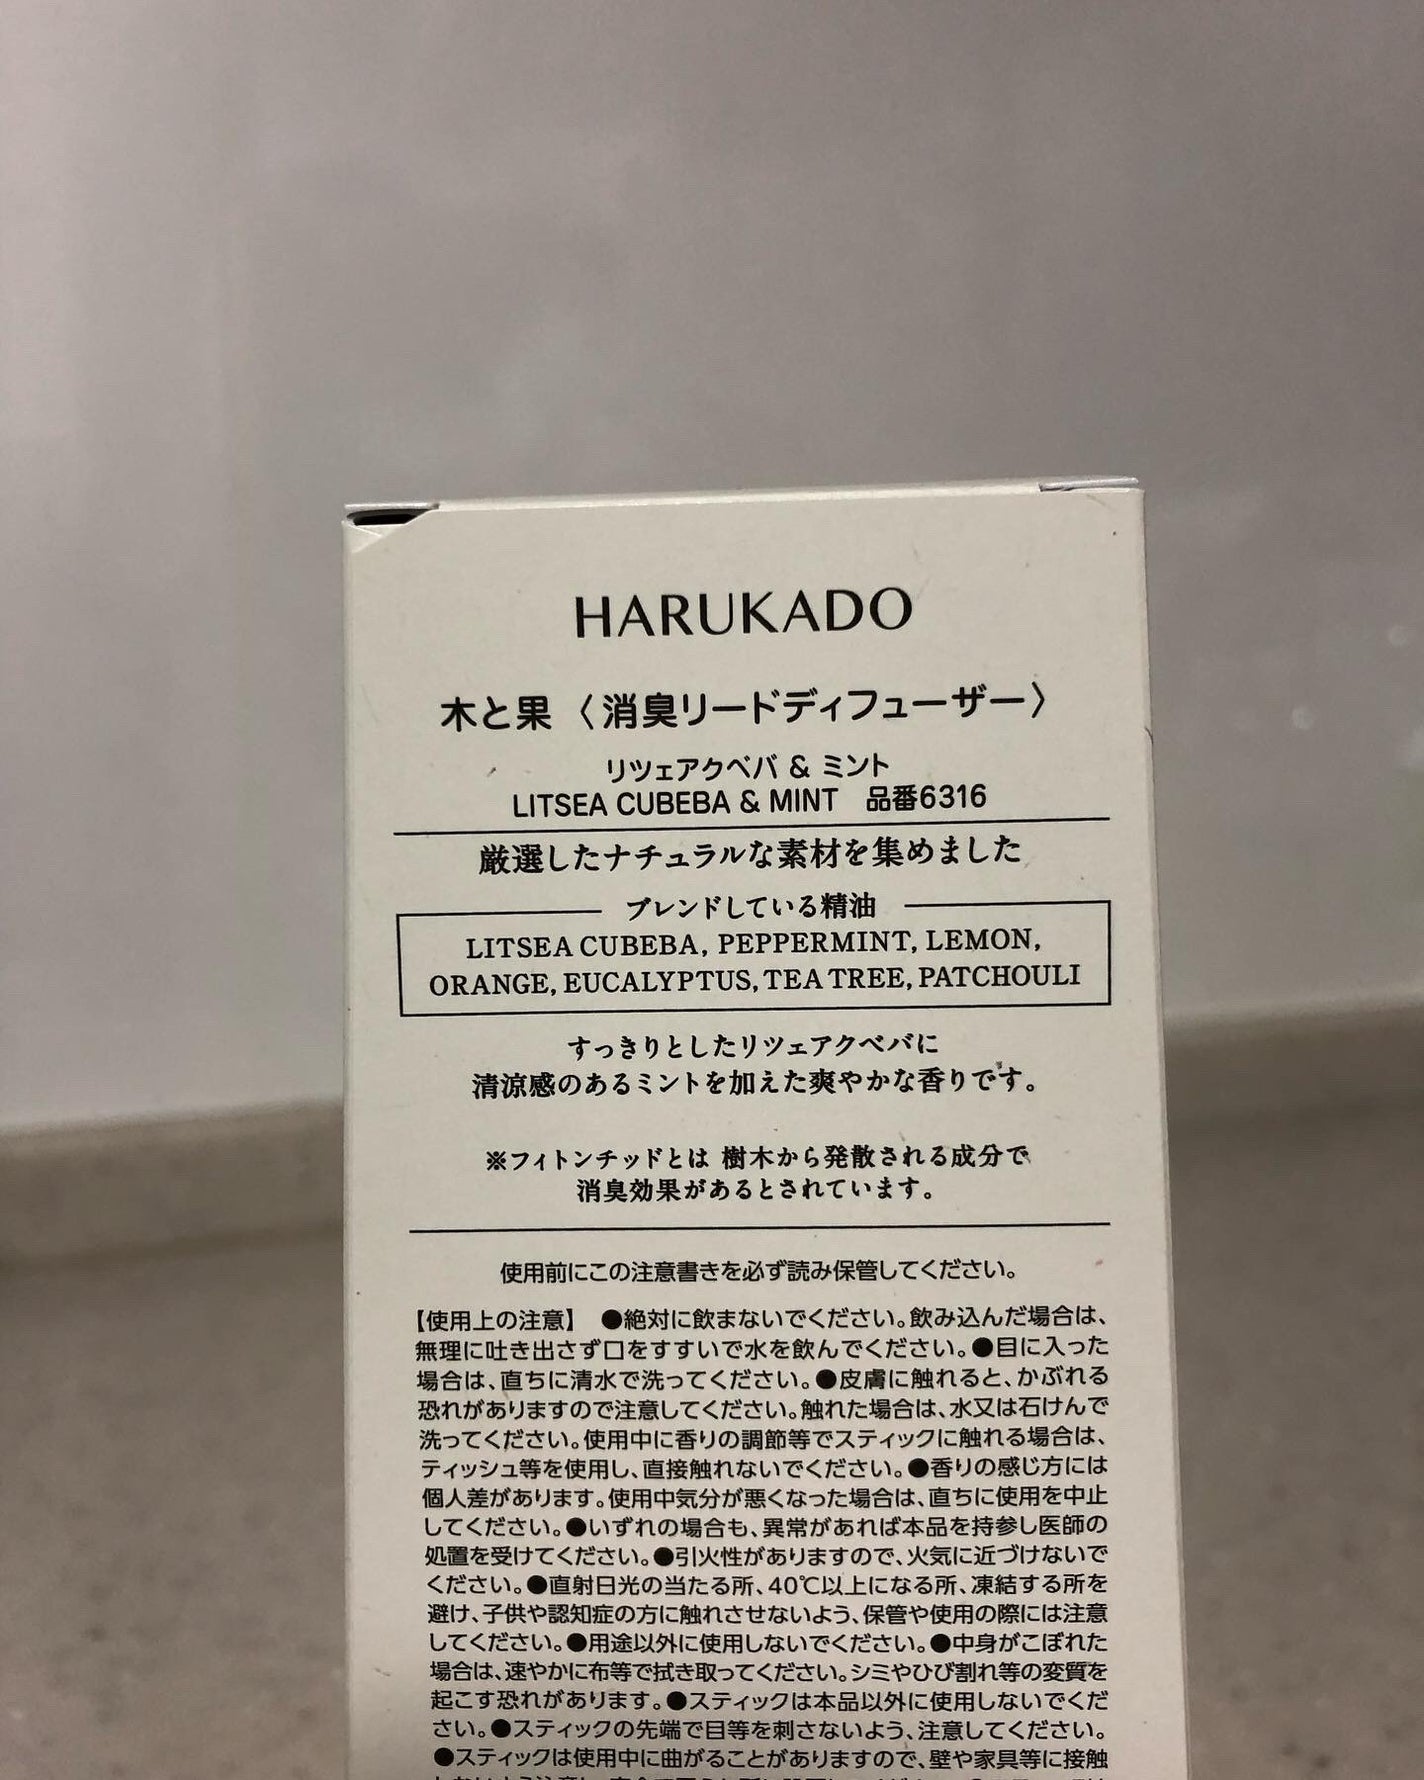 HARUKADO
木と果〈消臭リードディフューザー〉
リツェアクベバ & ミント
LITSEA CUBEBA & MINT 品番6316
厳選したナチュラルな素材を集めました
ブレンドしている精油
LITSEA CUBEBA, PEPPERMINT, LEMON,
ORANGE, EUCALYPTUS, TEA TREE, PATCHOULI
すっきりとしたリツェアクベバに
清涼感のあるミントを加えた爽やかな香りです。
※フィトンチッドとは 樹木から発散される成分で
消臭効果があるとされています。
使用前にこの注意書きを必ず読み保管してください。
【使用上の注意】 ●絶対に飲まないでください。飲み込んだ場合は、
無理に吐き出さず口をすすいで水を飲んでください。●目に入った
場合は、直ちに清水で洗ってください。●皮膚に触れると、かぶれる
恐れがありますので注意してください。触れた場合は、水又は石けんで
洗ってください。使用中に香りの調節等でスティックに触れる場合は、
ティッシュ等を使用し、直接触れないでください。●香りの感じ方には
個人差があります。使用中気分が悪くなった場合は、直ちに使用を中止
してください。●いずれの場合も、異常があれば本品を持参し医師の
処置を受けてください。●引火性がありますので、火気に近づけないで
ください。●直射日光の当たる所、40℃以上になる所、凍結する所を
避け、子供や認知症の方に触れさせないよう、保管や使用の際には注意
してください。●用途以外に使用しないでください。●中身がこぼれた
場合は、速やかに布等で拭き取ってください。シミやひび割れ等の変質を
起こす恐れがあります。●スティックは本品以外に使用しないでくだ
さい。●スティックの先端で目等を刺さないよう、注意してください。
●スティックは使用中に曲がることがありますので、壁や家具等に接触